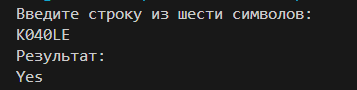 Введите строку из шести символов:
K040LE
Результат:
Yes